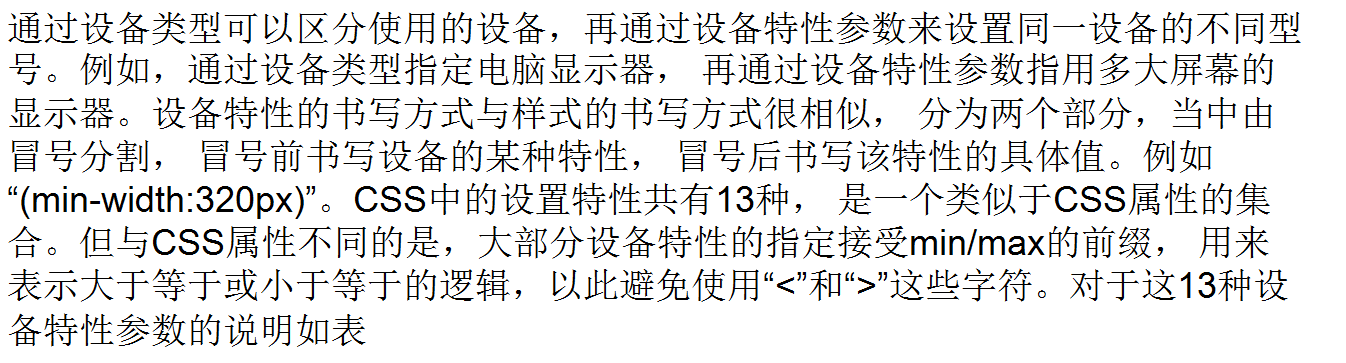 通过设备类型可以区分使用的设备，再通过设备特性参数来设置同一设备的不同型
号。例如，通过设备类型指定电脑显示器， 再通过设备特性参数指用多大屏幕的
显示器。设备特性的书写方式与样式的书写方式很相似， 分为两个部分，当中由
冒号分割， 冒号前书写设备的某种特性， 冒号后书写该特性的具体值。例如
“(min-width:320px)”。CSS中的设置特性共有13种， 是一个类似于CSS属性的集
合。但与CSS属性不同的是，大部分设备特性的指定接受min/max的前缀， 用来
表示大于等于或小于等于的逻辑，以此避免使用“<”和“>”这些字符。对于这13种设
备特性参数的说明如表